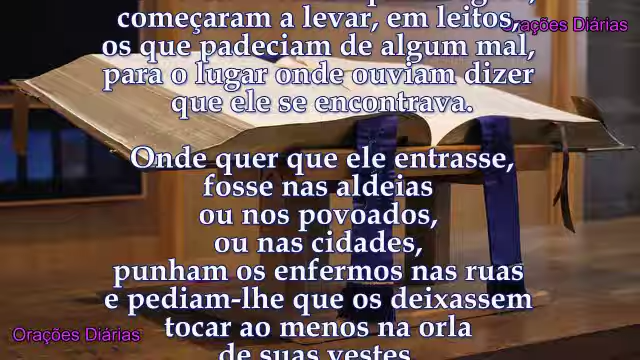 Orações Diárias
começaram a levar, em leitos,
os que padeciam de algum mal,
para o lugar onde ouviam dizer
que ele se encontrava.
Onde quer que ele entrasse,
fosse nas aldeias
ou nos povoados,
ou nas cidades,
punham os enfermos nas ruas
e pediam-lhe que os deixassem
tocar ao menos na orla
de suas vestes
Orações Diárias